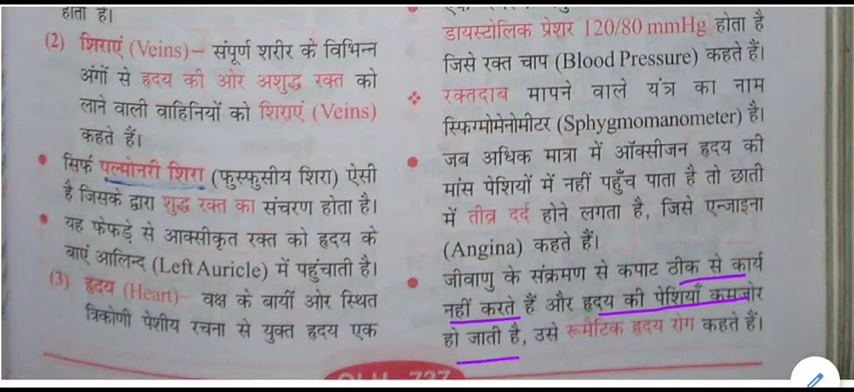 होता है।
(2) शिराएं (Veins)– संपूर्ण शरीर के विभिन्न
अंगों से हृदय की ओर अशुद्ध रक्त को
लाने वाली वाहिनियों को शिराएं (Veins)
कहते हैं।
• सिर्फ पल्मोनरी शिरा (फुस्फुसीय शिरा) ऐसी
है जिसके द्वारा शुद्ध रक्त का संचरण होता है।
• यह फेफड़े से आक्सीकृत रक्त को हृदय के
बाएं आलिन्द (Left Auricle) में पहुंचाती है।
(3) हृदय (Heart)– वक्ष के बायीं ओर स्थित
त्रिकोणी पेशीय रचना से युक्त हृदय एक
डायस्टोलिक प्रेशर 120/80 mmHg होता है
जिसे रक्त चाप (Blood Pressure) कहते हैं।
❖ रक्तदाब मापने वाले यंत्र का नाम
स्फिग्मोमेनोमीटर (Sphygmomanometer) है।
• जब अधिक मात्रा में ऑक्सीजन हृदय की
मांस पेशियों में नहीं पहुँच पाता है तो छाती
में तीव्र दर्द होने लगता है, जिसे एन्जाइना
(Angina) कहते हैं।
• जीवाणु के संक्रमण से कपाट ठीक से कार्य
नहीं करते हैं और हृदय की पेशियाँ कमजोर
हो जाती है, उसे रूमैटिक हृदय रोग कहते हैं।